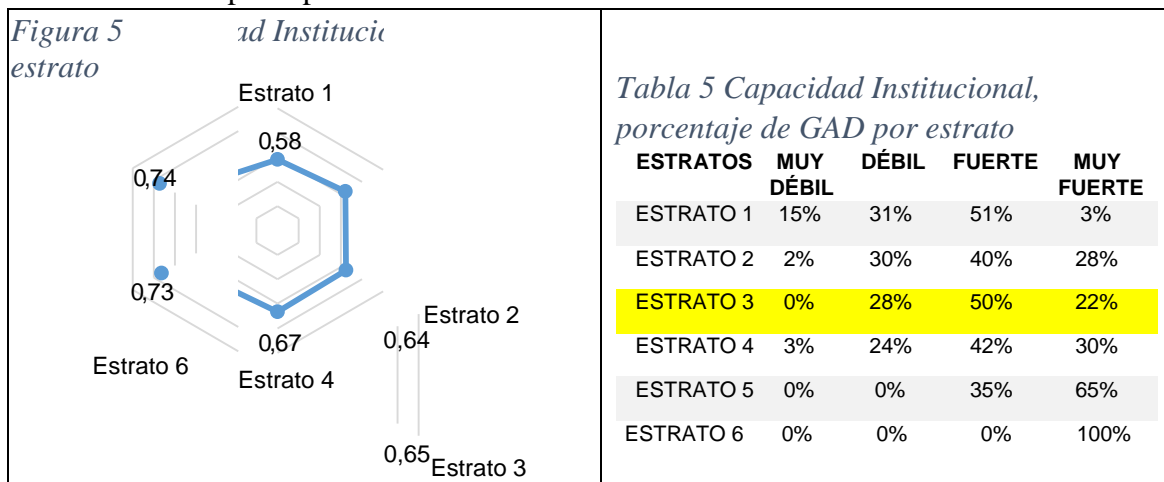 Figura 5 ad Institucio
estrato
Estrato 1
0,58
0,74
0,73
0,67
Estrato 6
Estrato 4
Estrato 2
0,64
0,65
Estrato 3
Tabla 5 Capacidad Institucional,
porcentaje de GAD por estrato
ESTRATOS MUY DÉBIL DÉBIL FUERTE MUY FUERTE
ESTRATO 1 15% 31% 51% 3%
ESTRATO 2 2% 30% 40% 28%
ESTRATO 3 0% 28% 50% 22%
ESTRATO 4 3% 24% 42% 30%
ESTRATO 5 0% 0% 35% 65%
ESTRATO 6 0% 0% 0% 100%